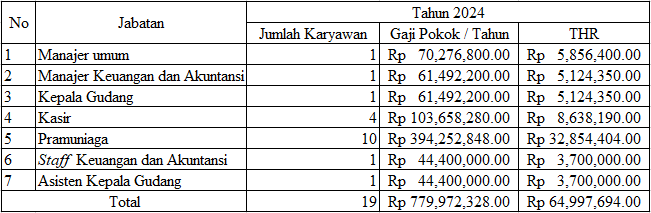 No Jabatan Tahun 2024
Jumlah Karyawan Gaji Pokok / Tahun THR
1 Manajer umum 1 Rp 70,276,800.00 Rp 5,856,400.00
2 Manajer Keuangan dan Akuntansi 1 Rp 61,492,200.00 Rp 5,124,350.00
3 Kepala Gudang 1 Rp 61,492,200.00 Rp 5,124,350.00
4 Kasir 4 Rp 103,658,280.00 Rp 8,638,190.00
5 Pramuniaga 10 Rp 394,252,848.00 Rp 32,854,404.00
6 Staff Keuangan dan Akuntansi 1 Rp 44,400,000.00 Rp 3,700,000.00
7 Asisten Kepala Gudang 1 Rp 44,400,000.00 Rp 3,700,000.00
Total 19 Rp 779,972,328.00 Rp 64,997,694.00